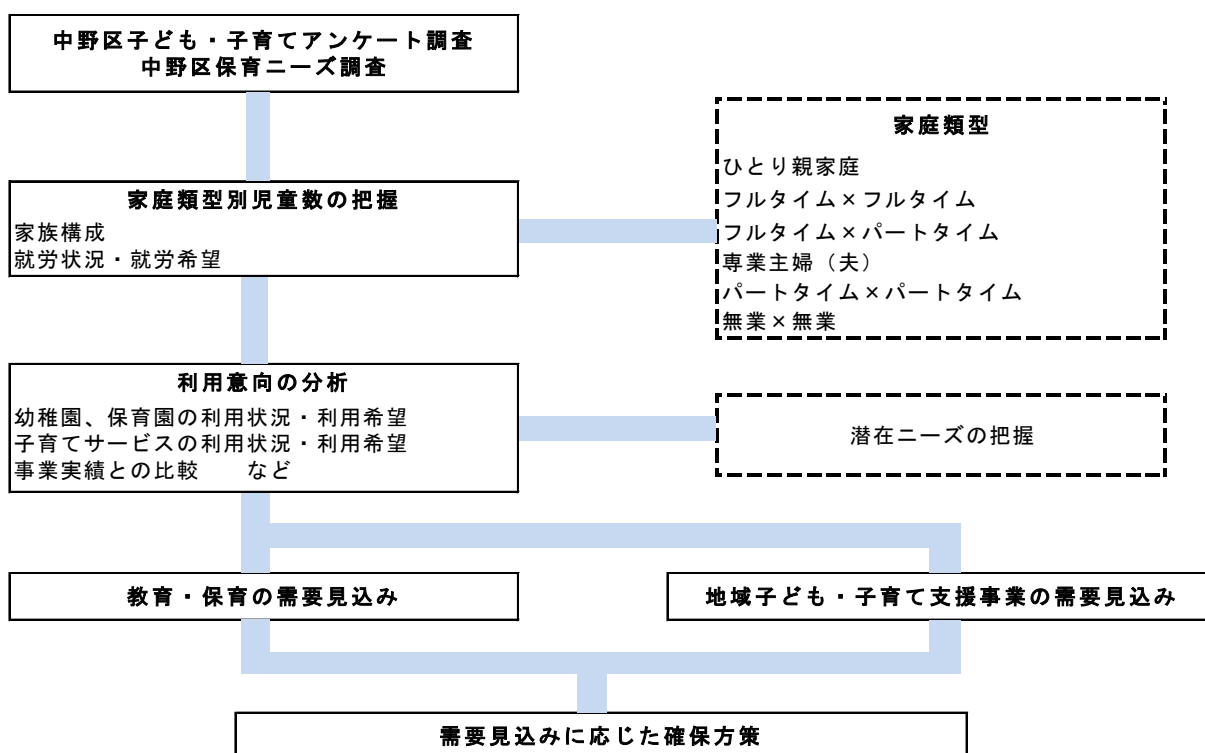 中野区子ども・子育てアンケート調査
中野区保育ニーズ調査
家庭類型別児童数の把握
家族構成
就労状況・就労希望
家庭類型
ひとり親家庭
フルタイム×フルタイム
フルタイム×パートタイム
専業主婦（夫）
パートタイム×パートタイム
無業×無業
利用意向の分析
幼稚園、保育園の利用状況・利用希望
子育てサービスの利用状況・利用希望
事業実績との比較　　など
潜在ニーズの把握
教育・保育の需要見込み
地域子ども・子育て支援事業の需要見込み
需要見込みに応じた確保方策